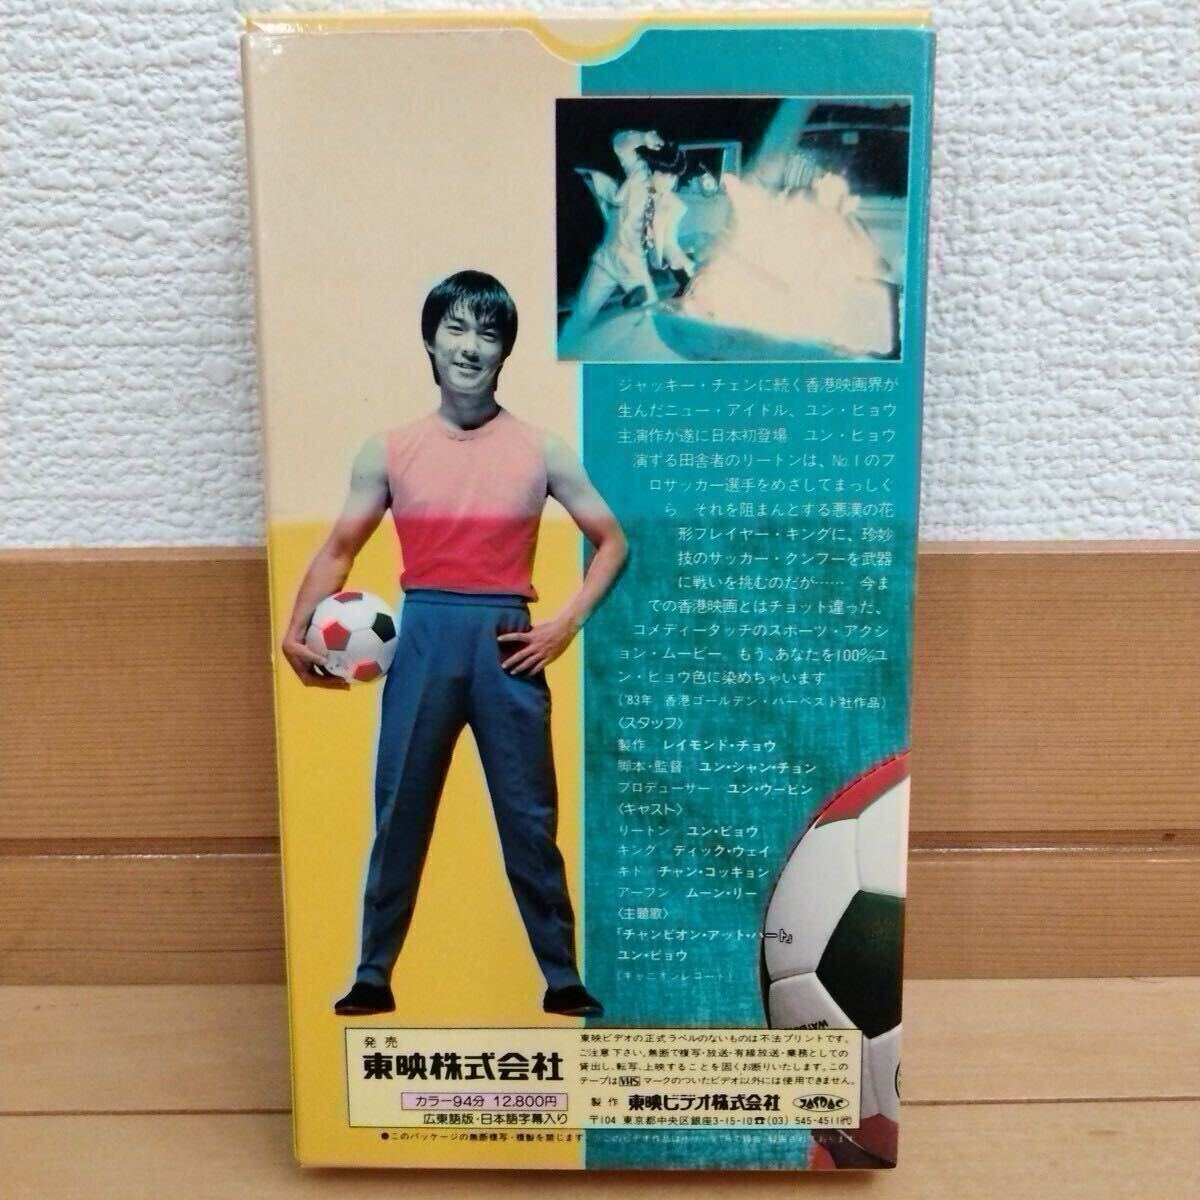 ジャッキー・チェンに続く香港映画界が
生んだニュー・アイドル、ユン・ピョウ
主演作が遂に日本初登場 ユン・ピョウ
演する田舎者のリートンは、No.1のプ
ロサッカー選手をめざしてまっしぐ
ら それを阻まんとする悪漢の花
形プレイヤー・キングに、珍妙
技のサッカー・クンフーを武器
に戦いを挑むのだが…… 今ま
での香港映画とはチョット違った、
コメディータッチのスポーツ・アクシ
ョン・ムービー。もう、あなたを100%ユ
ン・ピョウ色に染めちゃいます
('83年 香港ゴールデン・ハーベスト社作品)
〈スタッフ〉
製作 レイモンド・チョウ
脚本・監督 ユン・シャン・チョン
プロデューサー ユン・ウーピン
〈キャスト〉
リートン ユン・ピョウ
キング ディック・ウェイ
キド チャン・コッキョン
アーフン ムーン・リー
〈主題歌〉
「チャンピオン・アット・ハート」
ユン・ピョウ
(キャニオンレコード)
発売
東映株式会社
カラー94分 12,800円
広東語版・日本語字幕入り
東映ビデオの正式ラベルのないものは不法プリントです。
ご注意下さい。無断で複写・放送・有線放送・業務としての
貸出し、転写、上映することを固くお断りいたします。この
テープはVHSマークのついたビデオ以外には使用できません。
製作 東映ビデオ株式会社 JASRAC
〒104 東京都中央区銀座3-15-10☎(03) 545-4511㈹
●このパッケージの無断複写・複製を禁じます。